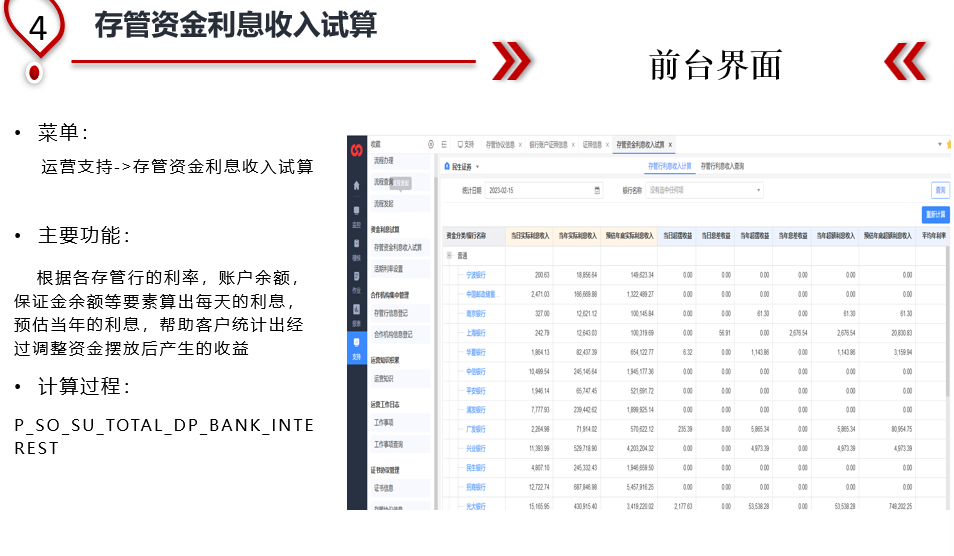 4
存管资金利息收入试算
前台界面
• 菜单：
运营支持->存管资金利息收入试算
• 主要功能：
根据各存管行的利率，账户余额，
保证金余额等要素算出每天的利息，
预估当年的利息，帮助客户统计出经
过调整资金摆放后产生的收益
• 计算过程：
P_SO_SU_TOTAL_DP_BANK_INTE
REST
收藏
支持 存管协议信息 x 银行账户证照信息 x 证照信息 x 存管资金利息收入试算 x
流程办理
流程发起
资金利息试算
存管资金利息收入试算
活期利率设置
合作机构集中管理
存管行信息登记
合作机构信息登记
运营知识积累
运营知识
运营工作日志
工作事项
工作事项查询
证书协议管理
证书信息
支持
民生证券
存管行利息收入计算 存管行利息收入查询
统计日期 2023-02-15 银行名称 没有选中任何项 查询
重新计算
资金分类/银行名称 当日实际利息收入 当年实际利息收入 预估年度实际利息收入 当日超摆收益 当日息差收益 当年超摆收益 当年息差收益 当年超额利息收入 预估年度超额利息收入 平均年利率
普通
宁波银行 200.63 18,856.64 149,623.34 0.00 0.00 0.00 0.00 0.00 0.00
中国邮政储蓄... 2,471.03 166,669.88 1,322,489.27 0.00 0.00 0.00 0.00 0.00 0.00
南京银行 327.00 12,621.12 100,145.84 0.00 0.00 61.30 0.00 61.30 61.30
上海银行 242.79 12,643.03 100,319.69 0.00 56.91 0.00 2,676.54 2,676.54 20,830.83
华夏银行 1,864.13 82,437.39 654,122.77 6.32 0.00 1,143.86 0.00 1,143.86 3,159.94
中信银行 10,499.54 245,145.64 1,945,177.36 0.00 0.00 0.00 0.00 0.00 0.00
平安银行 1,946.14 65,747.45 521,691.72 0.00 0.00 0.00 0.00 0.00 0.00
浦发银行 7,777.93 239,442.62 1,899,925.14 0.00 0.00 0.00 0.00 0.00 0.00
广发银行 2,264.98 71,914.02 570,622.12 235.39 0.00 5,865.34 0.00 5,865.34 80,954.75
兴业银行 11,393.99 529,718.90 4,203,204.32 0.00 0.00 4,973.39 0.00 4,973.39 4,973.39
民生银行 4,807.10 245,332.43 1,946,659.50 0.00 0.00 0.00 0.00 0.00 0.00
招商银行 12,722.74 687,846.98 5,457,916.25 0.00 0.00 0.00 0.00 0.00 0.00
光大银行 15,165.95 430,915.40 3,419,220.02 2,177.63 0.00 53,538.28 0.00 53,538.28 748,202.25